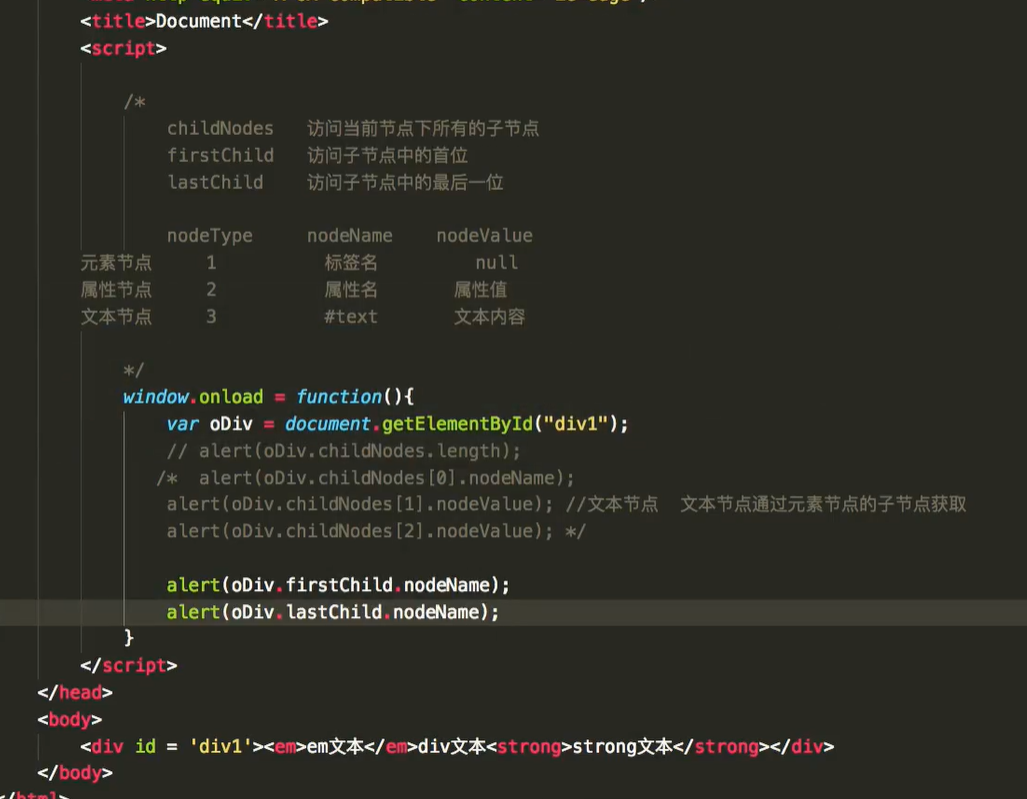 <title>Document</title>
<script>
/*
childNodes 访问当前节点下所有的子节点
firstChild 访问子节点中的首位
lastChild 访问子节点中的最后一位
nodeType nodeName nodeValue
元素节点 1 标签名 null
属性节点 2 属性名 属性值
文本节点 3 #text 文本内容
*/
window.onload = function(){
var oDiv = document.getElementById("div1");
// alert(oDiv.childNodes.length);
/* alert(oDiv.childNodes[0].nodeName);
alert(oDiv.childNodes[1].nodeValue); //文本节点 文本节点通过元素节点的子节点获取
alert(oDiv.childNodes[2].nodeValue); */
alert(oDiv.firstChild.nodeName);
alert(oDiv.lastChild.nodeName);
}
</script>
</head>
<body>
<div id = 'div1'><em>em文本</em>div文本<strong>strong文本</strong></div>
</body>
</html>